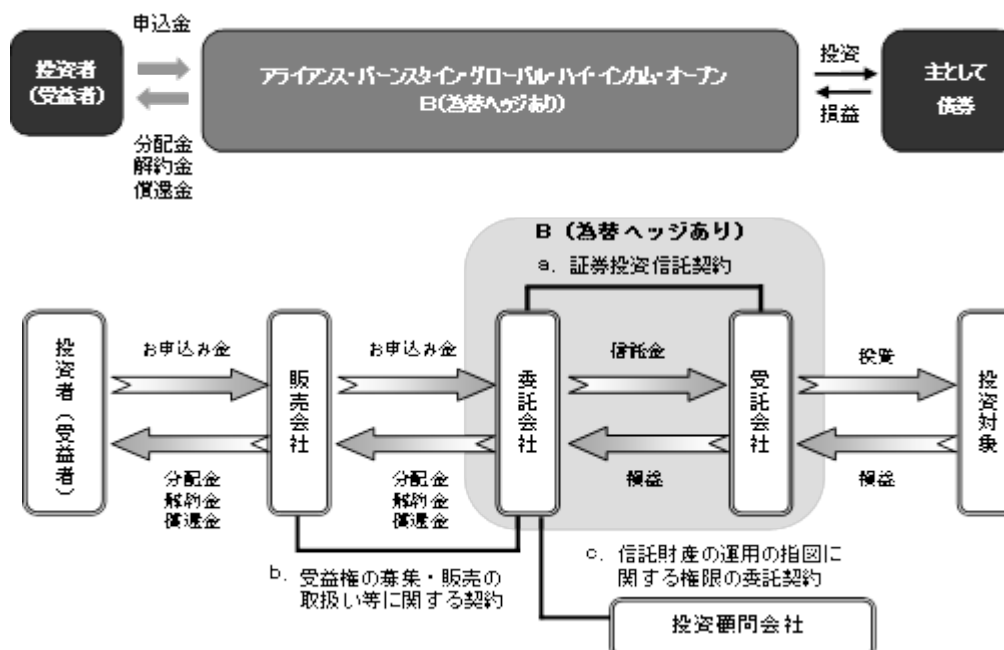 申込金
投資者
(受益者)
アライアンス・バーンスタイン・グローバル・ハイ・インカム・オープン
B(為替ヘッジあり)
投資
損益
主として
債券
分配金
解約金
償還金
B (為替ヘッジあり)
a. 証券投資信託契約
投資者(受益者)
お申込み金
販売会社
お申込み金
委託会社
信託金
受託会社
投資
投資対象
分配金
解約金
償還金
分配金
解約金
償還金
損益
損益
b. 受益権の募集・販売の
取扱い等に関する契約
c. 信託財産の運用の指図に
関する権限の委託契約
投資顧問会社